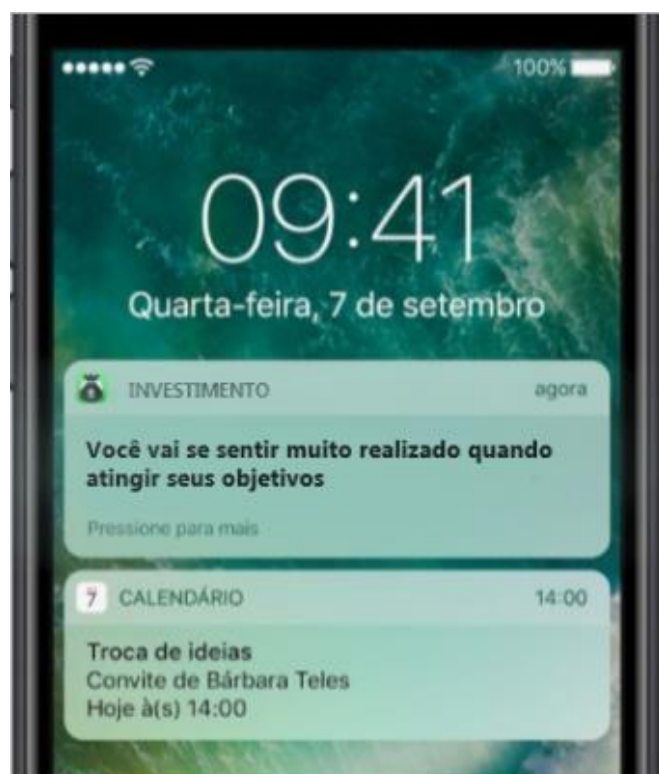 100%
09:41
Quarta-feira, 7 de setembro
INVESTIMENTO
agora
Você vai se sentir muito realizado quando
atingir seus objetivos
Pressione para mais
7
CALENDÁRIO
14:00
Troca de ideias
Convite de Bárbara Teles
Hoje à(s) 14:00